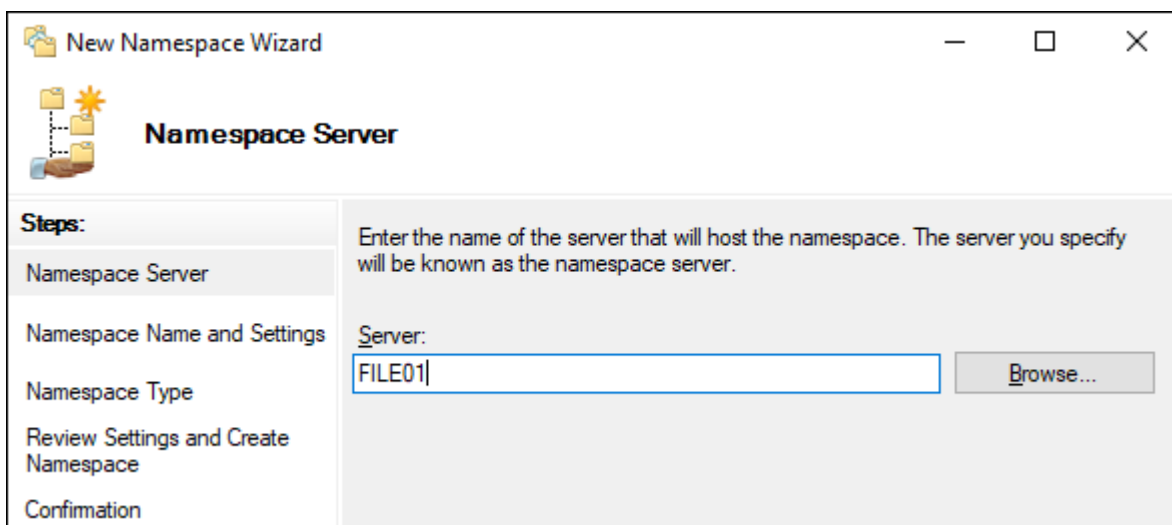 New Namespace Wizard
Namespace Server
Steps:
Namespace Server
Namespace Name and Settings
Namespace Type
Review Settings and Create
Namespace
Confirmation
Enter the name of the server that will host the namespace. The server you specify
will be known as the namespace server.
Server:
FILE01
Browse...